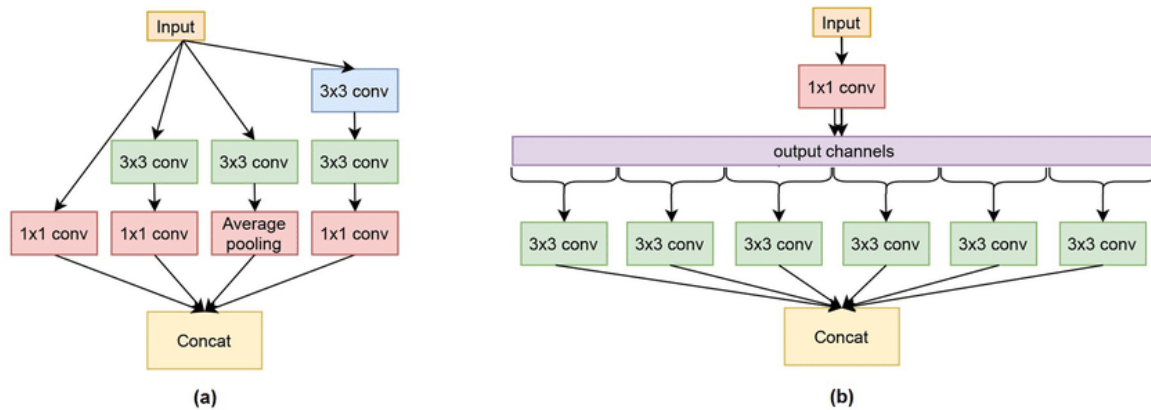 Input
3x3 conv
3x3 conv
3x3 conv
3x3 conv
1x1 conv
1x1 conv
Average
pooling
1x1 conv
Concat
(a)
Input
1x1 conv
output channels
3x3 conv
3x3 conv
3x3 conv
3x3 conv
3x3 conv
3x3 conv
Concat
(b)